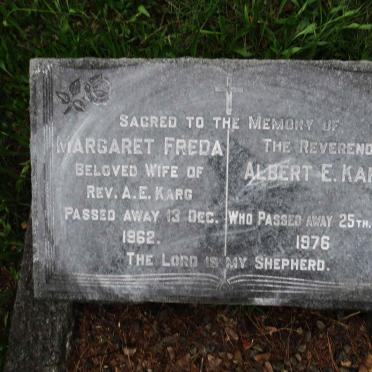 SACRED TO THE MEMORY OF
MARGARET FREDA
BELOVED WIFE OF
REV. A.E. KARG
PASSED AWAY 13 DEC.
1962.
THE REVEREND
ALBERT E. KAR
WHO PASSED AWAY 25TH.
1976
THE LORD IS MY SHEPHERD.